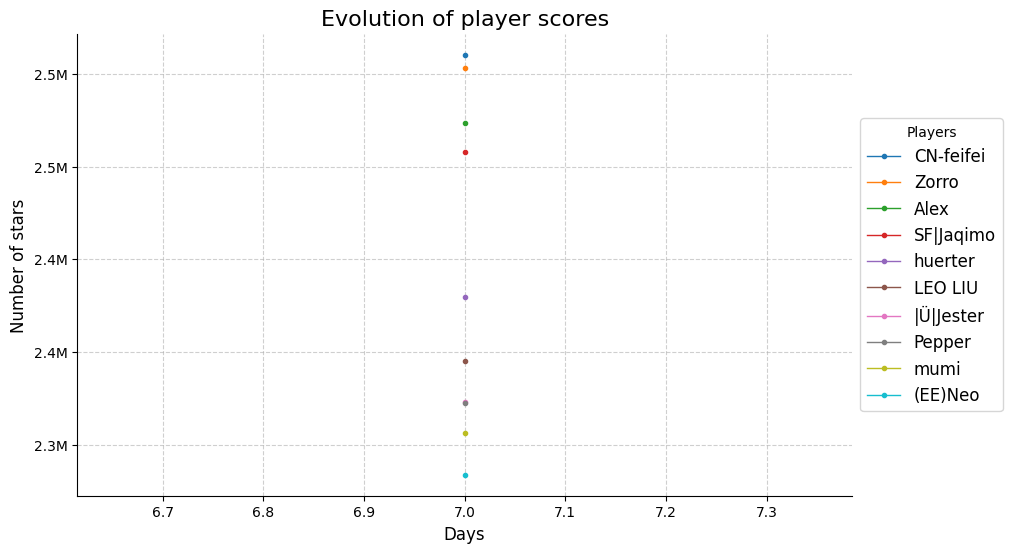 Evolution of player scores
2.5M
2.5M
2.4M
2.4M
2.3M
Number of stars
6.7 6.8 6.9 7.0 7.1 7.2 7.3
Days
Players
CN-feifei
Zorro
Alex
SF|Jaqimo
huerter
LEO LIU
|Ü|Jester
Pepper
mumi
(EE)Neo